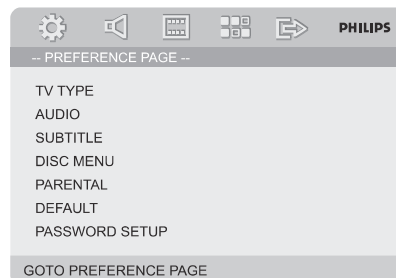 PHILIPS
-- PREFERENCE PAGE --
TV TYPE
AUDIO
SUBTITLE
DISC MENU
PARENTAL
DEFAULT
PASSWORD SETUP
GOTO PREFERENCE PAGE